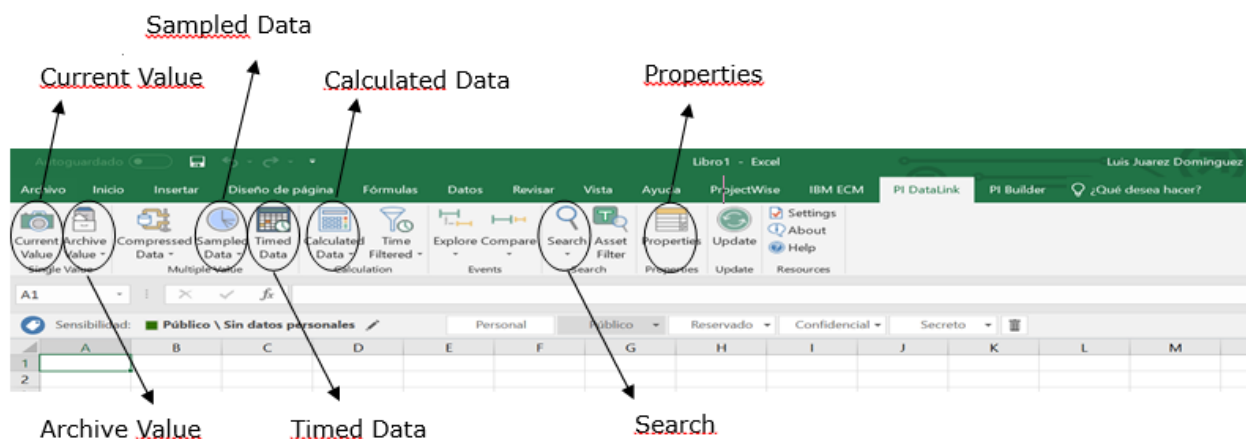 Sampled Data
Current Value
Calculated Data
Properties
Autoguardado
Libro1 - Excel
Luis Juarez Dominguez
Archivo Inicio Insertar Diseño de página Fórmulas Datos Revisar Vista Ayuda ProjectWise IBM ECM PI DataLink PI Builder ¿Qué desea hacer?
Current Value
Archive Value
Compressed Data
Sampled Data
Timed Data
Calculated Data
Time Filtered
Explore
Compare
Search
Asset Filter
Properties
Update
Settings
About
Help
Single Value Multiple Value Calculation Events Search Properties Update Resources
A1 fx
Sensibilidad: Público \ Sin datos personales Personal Público Reservado Confidencial Secreto
A B C D E F G H I J K L M
1
2
Archive Value
Timed Data
Search